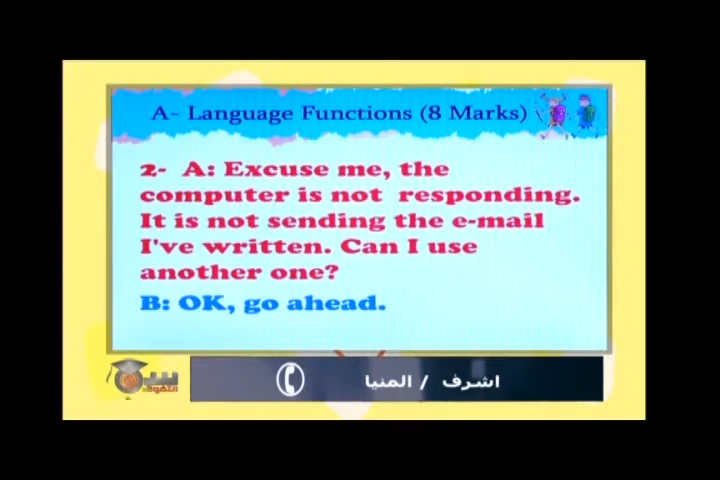 A- Language Functions (8 Marks)
2- A: Excuse me, the
computer is not responding.
It is not sending the e-mail
I've written. Can I use
another one?
B: OK, go ahead.
اشرف / المنيا